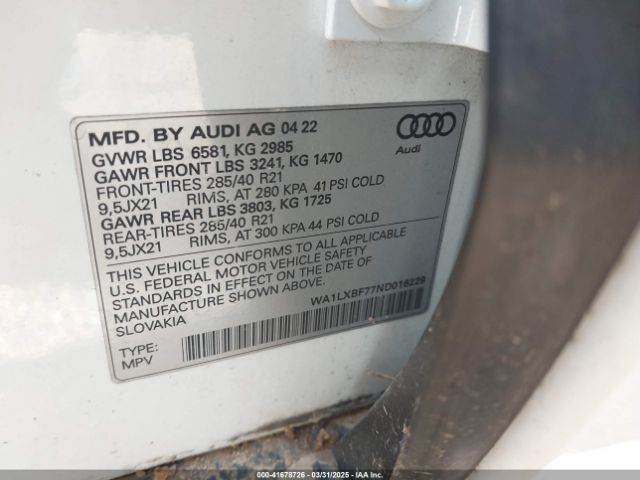 MFD. BY AUDI AG 04 22
GVWR LBS 6581, KG 2985
GAWR FRONT LBS 3241, KG 1470
FRONT-TIRES 285/40 R21
9,5JX21 RIMS, AT 280 KPA 41 PSI COLD
GAWR REAR LBS 3803, KG 1725
REAR-TIRES 285/40 R21
9,5JX21 RIMS, AT 300 KPA 44 PSI COLD
THIS VEHICLE CONFORMS TO ALL APPLICABLE
U.S. FEDERAL MOTOR VEHICLE SAFETY
STANDARDS IN EFFECT ON THE DATE OF
MANUFACTURE SHOWN ABOVE.
SLOVAKIA
WA1LXBF77ND016229
TYPE:
MPV
Audi
000-41678726 - 03/31/2025 - IAAI.COM